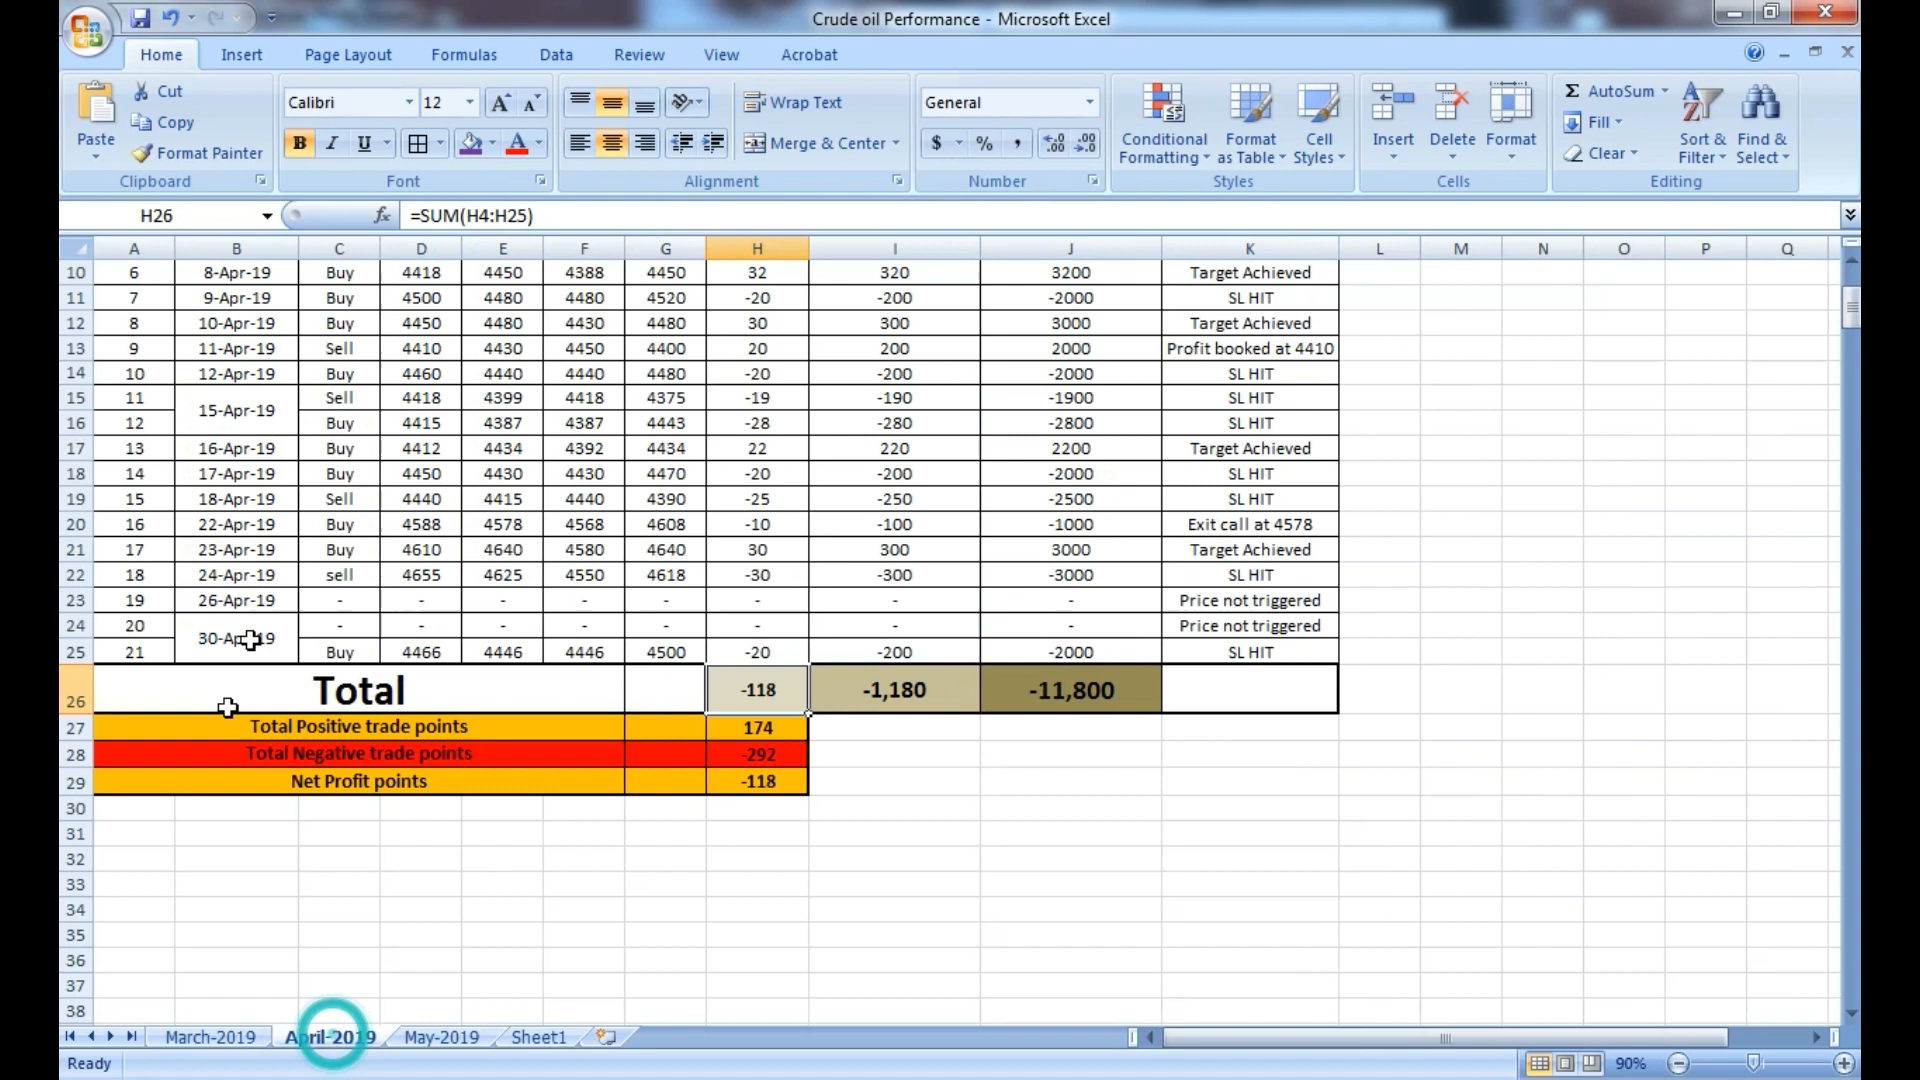 Crude oil Performance - Microsoft Excel
Home Insert Page Layout Formulas Data Review View Acrobat
Paste Cut Copy Format Painter Clipboard
Calibri 12 A A B I U A Font
Wrap Text Merge & Center Alignment
General $ % , .0 .00 .00 .0 Number
Conditional Formatting Format as Table Cell Styles Styles
Insert Delete Format Cells
Σ AutoSum Fill Clear Sort & Filter Find & Select Editing
H26 fx =SUM(H4:H25)
A B C D E F G H I J K L M N O P Q
10 6 8-Apr-19 Buy 4418 4450 4388 4450 32 320 3200 Target Achieved
11 7 9-Apr-19 Buy 4500 4480 4480 4520 -20 -200 -2000 SL HIT
12 8 10-Apr-19 Buy 4450 4480 4430 4480 30 300 3000 Target Achieved
13 9 11-Apr-19 Sell 4410 4430 4450 4400 20 200 2000 Profit booked at 4410
14 10 12-Apr-19 Buy 4460 4440 4440 4480 -20 -200 -2000 SL HIT
15 11 15-Apr-19 Sell 4418 4399 4418 4375 -19 -190 -1900 SL HIT
16 12 Buy 4415 4387 4387 4443 -28 -280 -2800 SL HIT
17 13 16-Apr-19 Buy 4412 4434 4392 4434 22 220 2200 Target Achieved
18 14 17-Apr-19 Buy 4450 4430 4430 4470 -20 -200 -2000 SL HIT
19 15 18-Apr-19 Sell 4440 4415 4440 4390 -25 -250 -2500 SL HIT
20 16 22-Apr-19 Buy 4588 4578 4568 4608 -10 -100 -1000 Exit call at 4578
21 17 23-Apr-19 Buy 4610 4640 4580 4640 30 300 3000 Target Achieved
22 18 24-Apr-19 sell 4655 4625 4550 4618 -30 -300 -3000 SL HIT
23 19 26-Apr-19 - - - - - - - Price not triggered
24 20 30-Apr-19 - - - - - - - Price not triggered
25 21 Buy 4466 4446 4446 4500 -20 -200 -2000 SL HIT
26 Total -118 -1,180 -11,800
27 Total Positive trade points 174
28 Total Negative trade points -292
29 Net Profit points -118
30
31
32
33
34
35
36
37
38
March-2019 April-2019 May-2019 Sheet1
Ready 90%